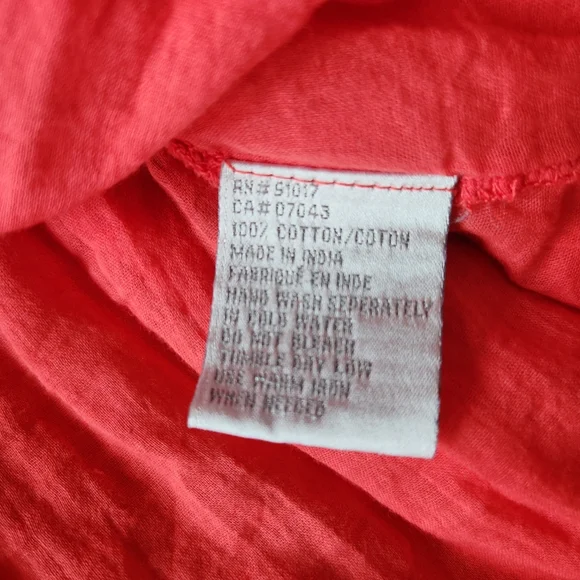 RN# 51017
CA# 07043
100% COTTON/COTON
MADE IN INDIA
FABRIQUÉ EN INDE
HAND WASH SEPERATELY
IN COLD WATER
DO NOT BLEACH
TUMBLE DRY LOW
USE WARM IRON
WHEN NEEDED